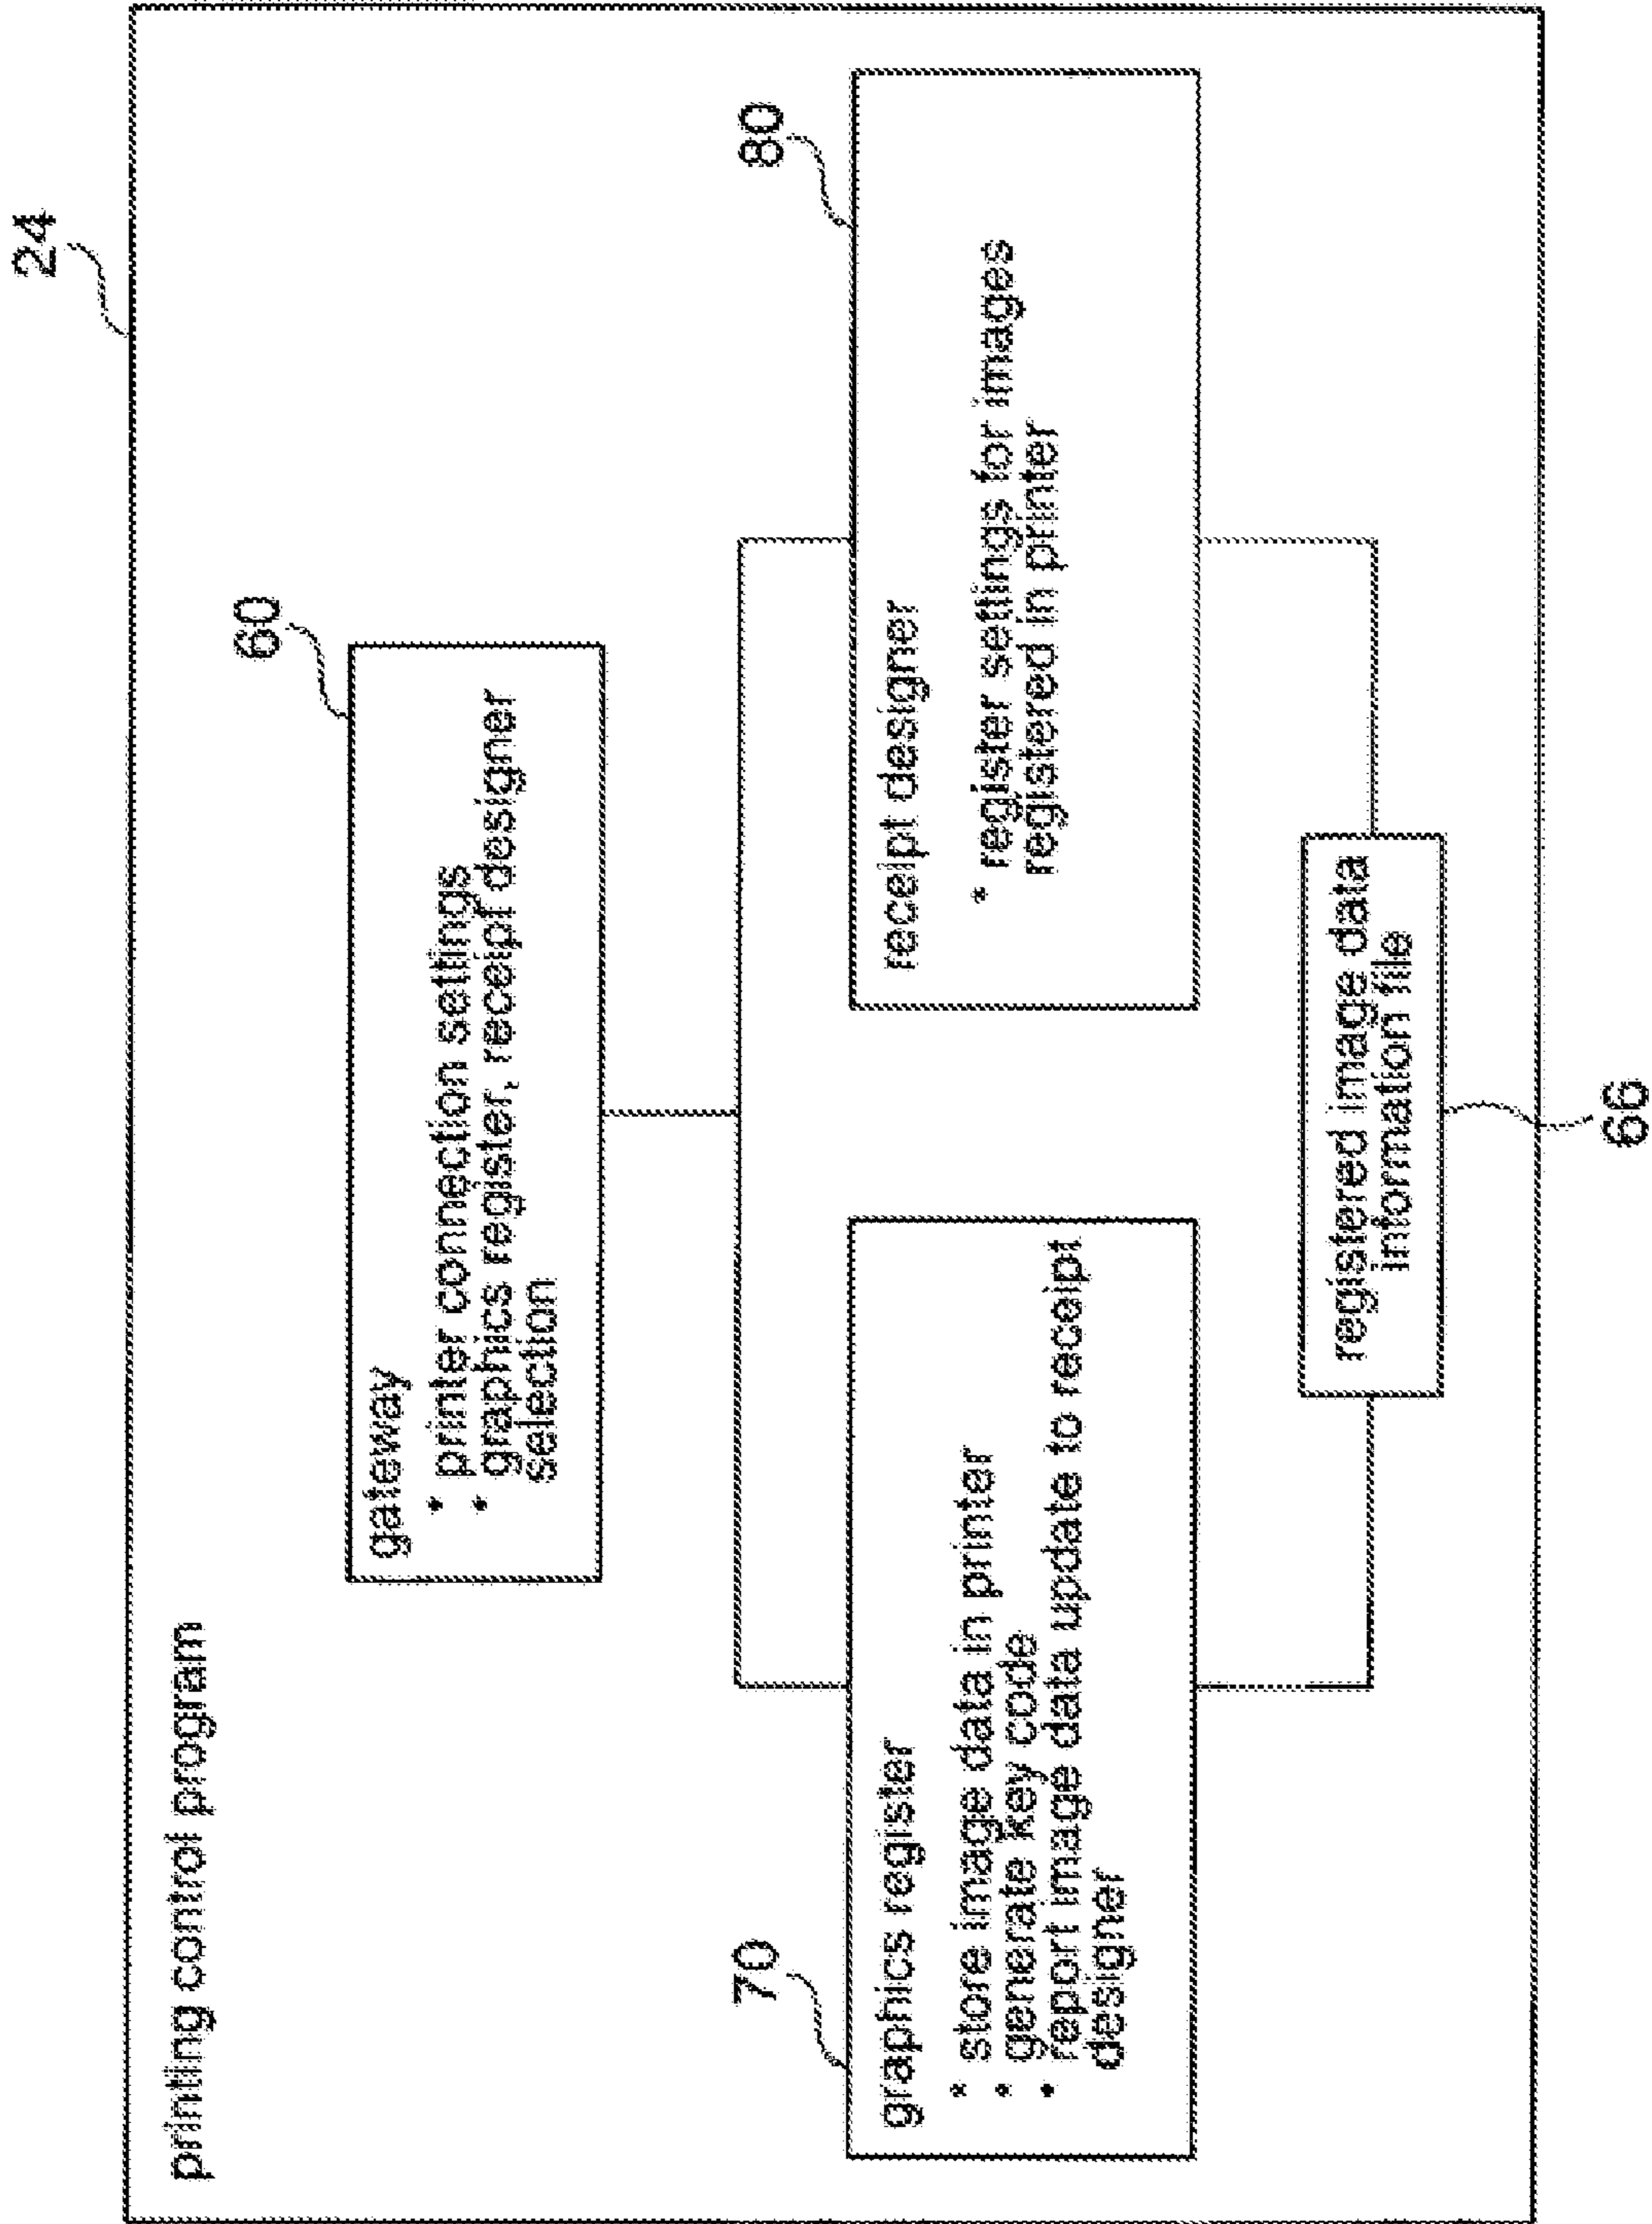 24
printing control program
60
gateway
* printer connection settings
* graphics register, receipt designer
selection
70
graphics register
* store image data in printer
* generate key code
* report image data update to receipt
designer
80
receipt designer
* register settings for images
registered in printer
registered image data
information file
66